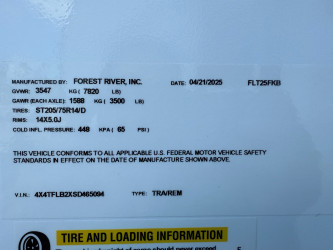 MANUFACTURED BY: FOREST RIVER, INC. DATE: 04/21/2025 FLT25FKB
GVWR: 3547 KG ( 7820 LB)
GAWR (EACH AXLE): 1588 KG ( 3500 LB)
TIRES: ST205/75R14/D
RIMS: 14X5.0J
COLD INFL. PRESSURE: 448 KPA ( 65 PSI )
THIS VEHICLE CONFORMS TO ALL APPLICABLE U.S. FEDERAL MOTOR VEHICLE SAFETY
STANDARDS IN EFFECT ON THE DATE OF MANUFACTURE SHOWN ABOVE.
V.I.N.: 4X4TFLB2XSD465094 TYPE: TRA/REM
TIRE AND LOADING INFORMATION
should never exceed